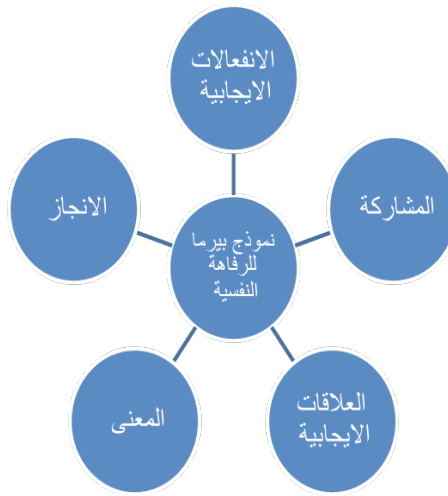 الانفعالات
الايجابية
المشاركة
الانجاز
نموذج بيرما
للرفاهة
النفسية
العلاقات
الايجابية
المعنى